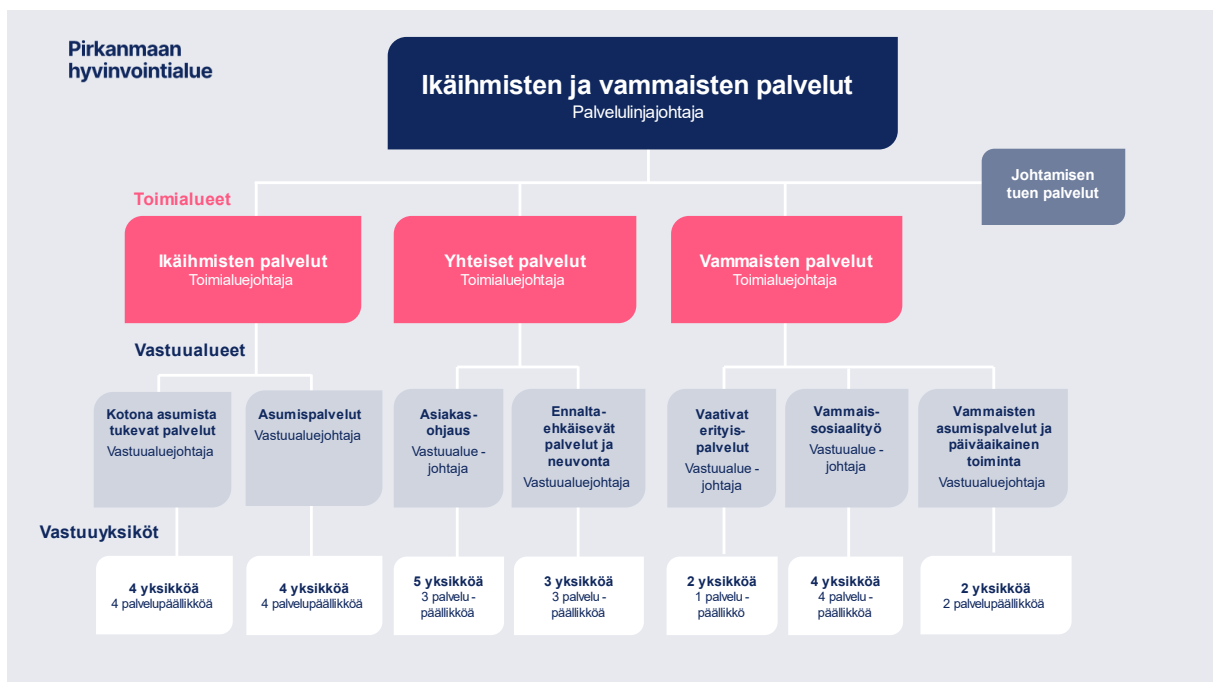 Pirkanmaan
hyvinvointialue
Ikäihmisten ja vammaisten palvelut
Palvelulinjajohtaja
Johtamisen
tuen palvelut
Toimialueet
Ikäihmisten palvelut
Toimialuejohtaja
Yhteiset palvelut
Toimialuejohtaja
Vammaisten palvelut
Toimialuejohtaja
Vastuualueet
Kotona asumista
tukevat palvelut
Vastuualuejohtaja
Asumispalvelut
Vastuualuejohtaja
Asiakas-
ohjaus
Vastuualue -
johtaja
Ennalta-
ehkäisevät
palvelut ja
neuvonta
Vastuualuejohtaja
Vaativat
erityis-
palvelut
Vastuualue -
johtaja
Vammais-
sosiaalityö
Vastuualue -
johtaja
Vammaisten
asumispalvelut ja
päiväaikainen
toiminta
Vastuualuejohtaja
Vastuuyksiköt
4 yksikköä
4 palvelupäällikköä
4 yksikköä
4 palvelupäällikköä
5 yksikköä
3 palvelu -
päällikköä
3 yksikköä
3 palvelu -
päällikköä
2 yksikköä
1 palvelu -
päällikkö
4 yksikköä
4 palvelu -
päällikköä
2 yksikköä
2 palvelupäällikköä